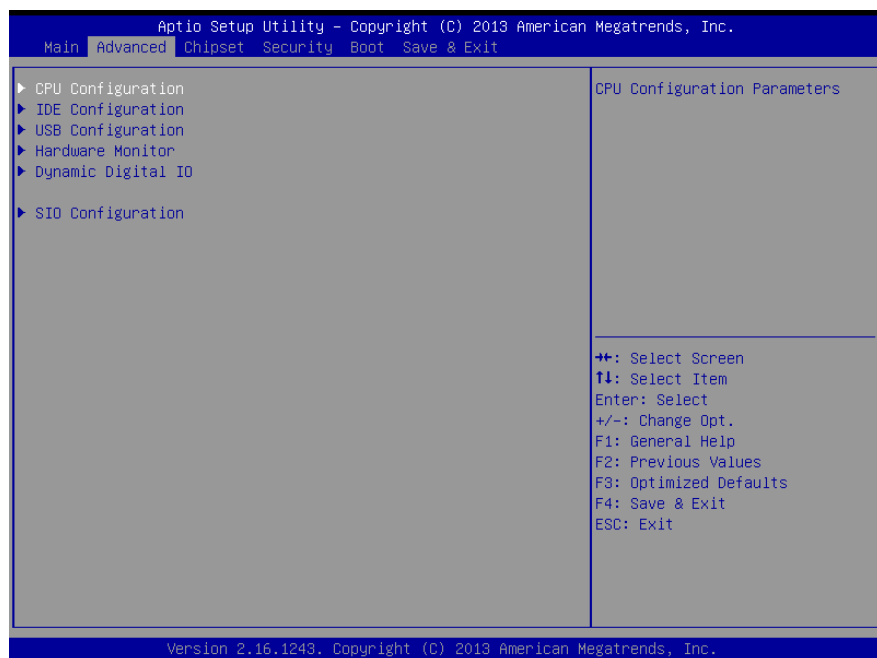 Aptio Setup Utility – Copyright (C) 2013 American Megatrends, Inc.
Main Advanced Chipset Security Boot Save & Exit
CPU Configuration
IDE Configuration
USB Configuration
Hardware Monitor
Dynamic Digital IO
SIO Configuration
CPU Configuration Parameters
→←: Select Screen
↑↓: Select Item
Enter: Select
+/-: Change Opt.
F1: General Help
F2: Previous Values
F3: Optimized Defaults
F4: Save & Exit
ESC: Exit
Version 2.16.1243. Copyright (C) 2013 American Megatrends, Inc.